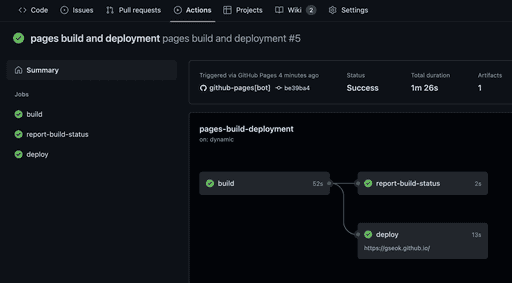 Code Issues Pull requests Actions Projects Wiki 2 Settings
pages build and deployment pages build and deployment #5
Summary
Jobs
build
report-build-status
deploy
Triggered via GitHub Pages 4 minutes ago
github-pages[bot] be39ba4
Status
Success
Total duration
1m 26s
Artifacts
1
pages-build-deployment
on: dynamic
build 52s
report-build-status 2s
deploy 13s
https://gseok.github.io/